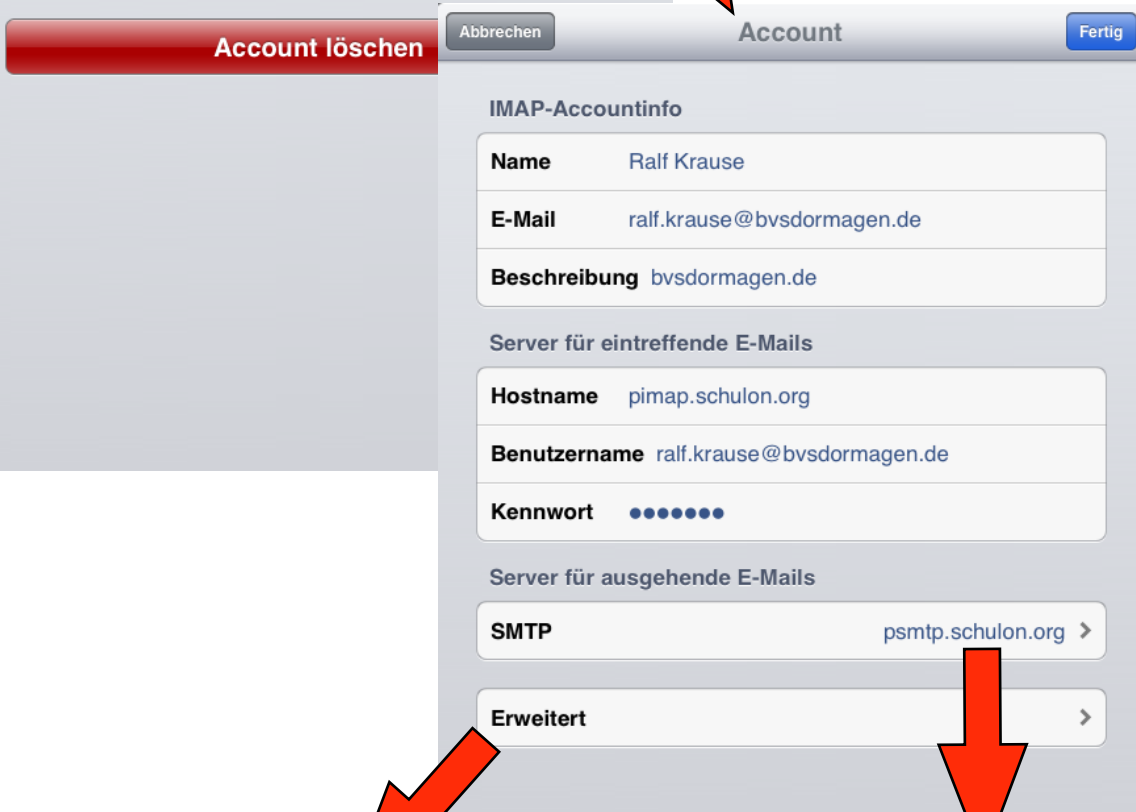 Account löschen
Abbrechen Account Fertig
IMAP-Accountinfo
Name Ralf Krause
E-Mail ralf.krause@bvsdormagen.de
Beschreibung bvsdormagen.de
Server für eintreffende E-Mails
Hostname pimap.schulon.org
Benutzername ralf.krause@bvsdormagen.de
Kennwort •••••••
Server für ausgehende E-Mails
SMTP psmtp.schulon.org
Erweitert